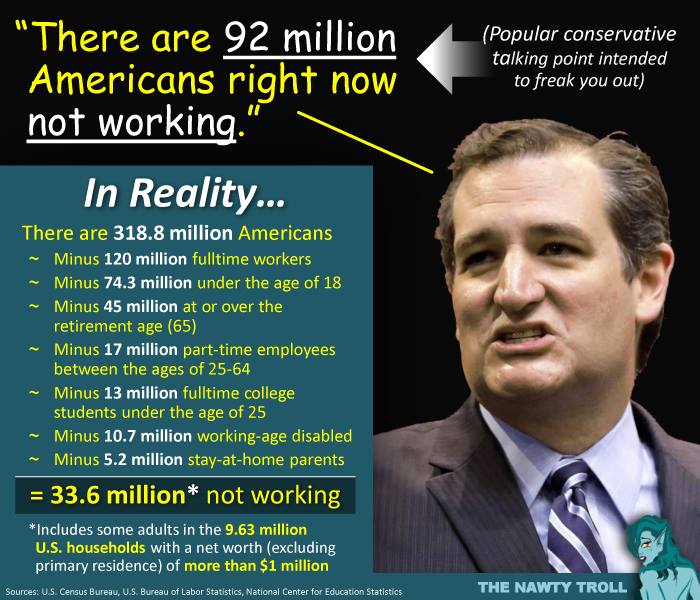 “There are 92 million
Americans right now
not working.”
(Popular conservative
talking point intended
to freak you out)
In Reality...
There are 318.8 million Americans
~ Minus 120 million fulltime workers
~ Minus 74.3 million under the age of 18
~ Minus 45 million at or over the
retirement age (65)
~ Minus 17 million part-time employees
between the ages of 25-64
~ Minus 13 million fulltime college
students under the age of 25
~ Minus 10.7 million working-age disabled
~ Minus 5.2 million stay-at-home parents
= 33.6 million* not working
*Includes some adults in the 9.63 million
U.S. households with a net worth (excluding
primary residence) of more than $1 million
Sources: U.S. Census Bureau, U.S. Bureau of Labor Statistics, National Center for Education Statistics
THE NAWTY TROLL